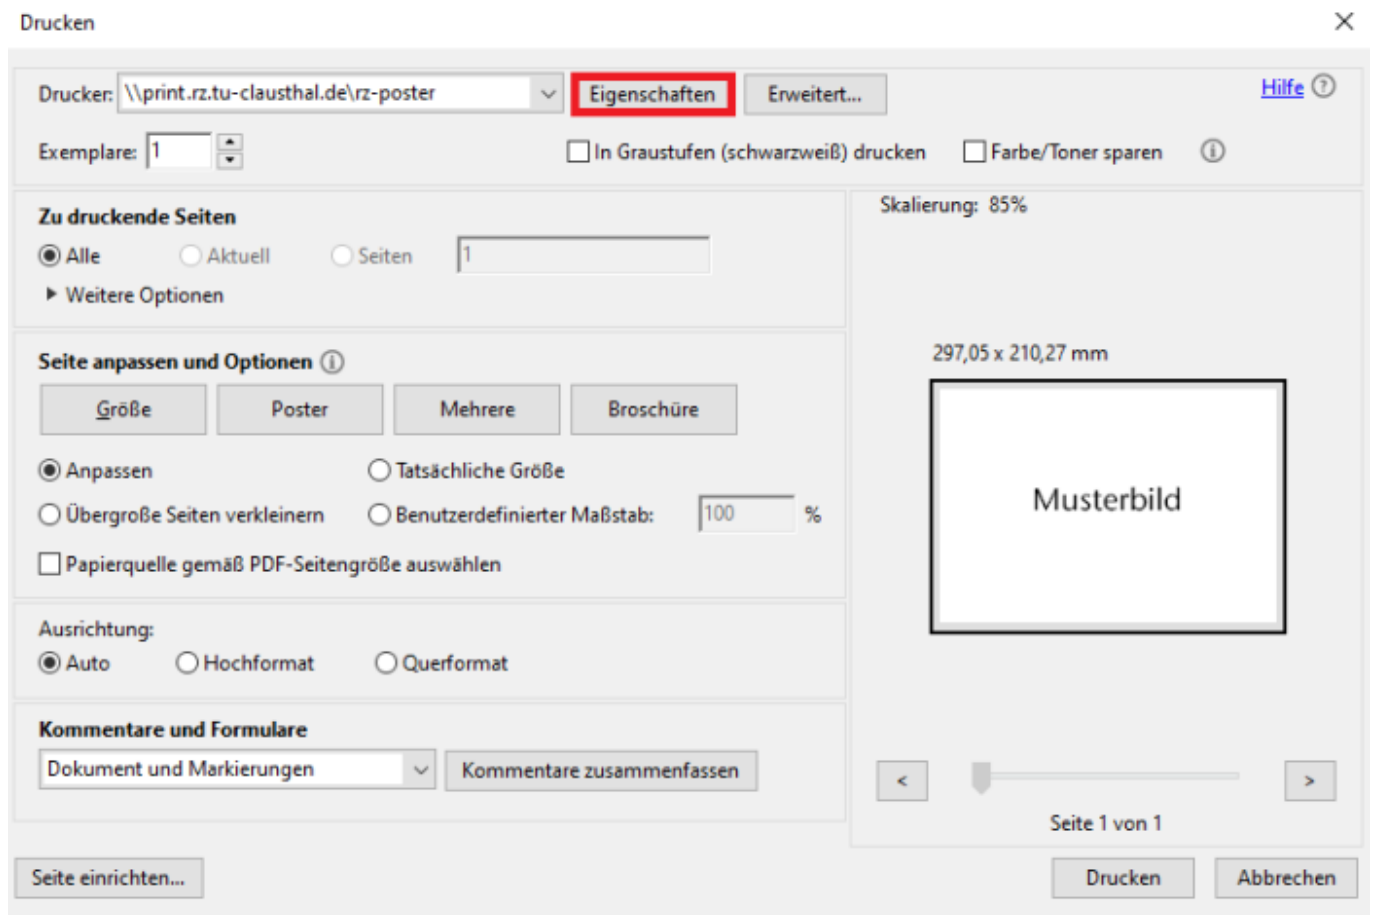 Drucken
Drucker: \\print.rz.tu-clausthal.de\rz-poster Eigenschaften Erweitert... Hilfe
Exemplare: 1 In Graustufen (schwarzweiß) drucken Farbe/Toner sparen
Zu druckende Seiten
Alle Aktuell Seiten 1
Weitere Optionen
Seite anpassen und Optionen
Größe Poster Mehrere Broschüre
Anpassen Tatsächliche Größe
Übergroße Seiten verkleinern Benutzerdefinierter Maßstab: 100 %
Papierquelle gemäß PDF-Seitengröße auswählen
Ausrichtung:
Auto Hochformat Querformat
Kommentare und Formulare
Dokument und Markierungen Kommentare zusammenfassen
Skalierung: 85%
297,05 x 210,27 mm
Musterbild
< >
Seite 1 von 1
Seite einrichten... Drucken Abbrechen